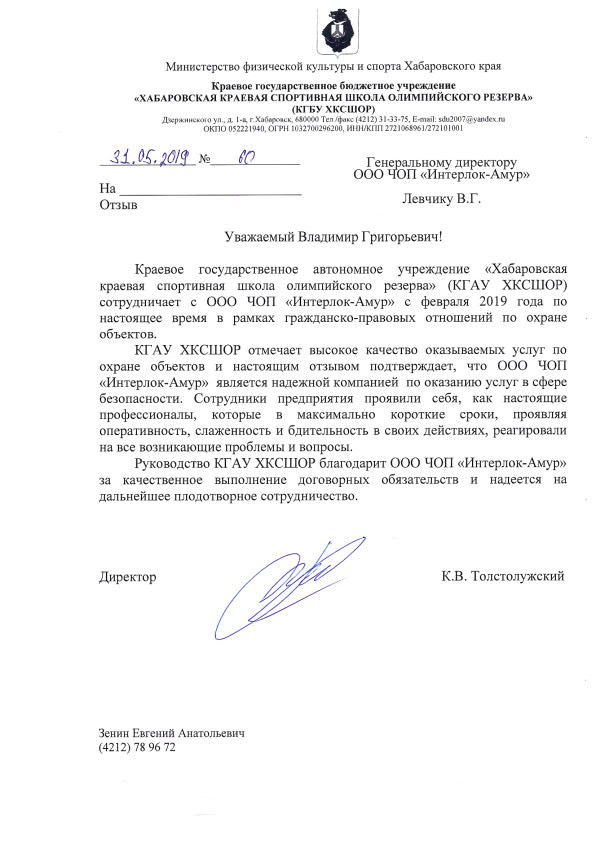 Министерство физической культуры и спорта Хабаровского края
Краевое государственное бюджетное учреждение
«ХАБАРОВСКАЯ КРАЕВАЯ СПОРТИВНАЯ ШКОЛА ОЛИМПИЙСКОГО РЕЗЕРВА»
(КГБУ ХКСШОР)
Дзержинского ул., д. 1-а, г.Хабаровск, 680000 Тел./факс (4212) 31-33-75, E-mail: sdu2007@yandex.ru
ОКПО 052221940, ОГРН 1032700296200, ИНН/КПП 2721068961/272101001
31.05.2019 № 60
На
Отзыв
Генеральному директору
ООО ЧОП «Интерлок-Амур»
Левчику В.Г.
Уважаемый Владимир Григорьевич!
Краевое государственное автономное учреждение «Хабаровская
краевая спортивная школа олимпийского резерва» (КГАУ ХКСШОР)
сотрудничает с ООО ЧОП «Интерлок-Амур» с февраля 2019 года по
настоящее время в рамках гражданско-правовых отношений по охране
объектов.
КГАУ ХКСШОР отмечает высокое качество оказываемых услуг по
охране объектов и настоящим отзывом подтверждает, что ООО ЧОП
«Интерлок-Амур» является надежной компанией по оказанию услуг в сфере
безопасности. Сотрудники предприятия проявили себя, как настоящие
профессионалы, которые в максимально короткие сроки, проявляя
оперативность, слаженность и бдительность в своих действиях, реагировали
на все возникающие проблемы и вопросы.
Руководство КГАУ ХКСШОР благодарит ООО ЧОП «Интерлок-Амур»
за качественное выполнение договорных обязательств и надеется на
дальнейшее плодотворное сотрудничество.
Директор
К.В. Толстолужский
Зенин Евгений Анатольевич
(4212) 78 96 72